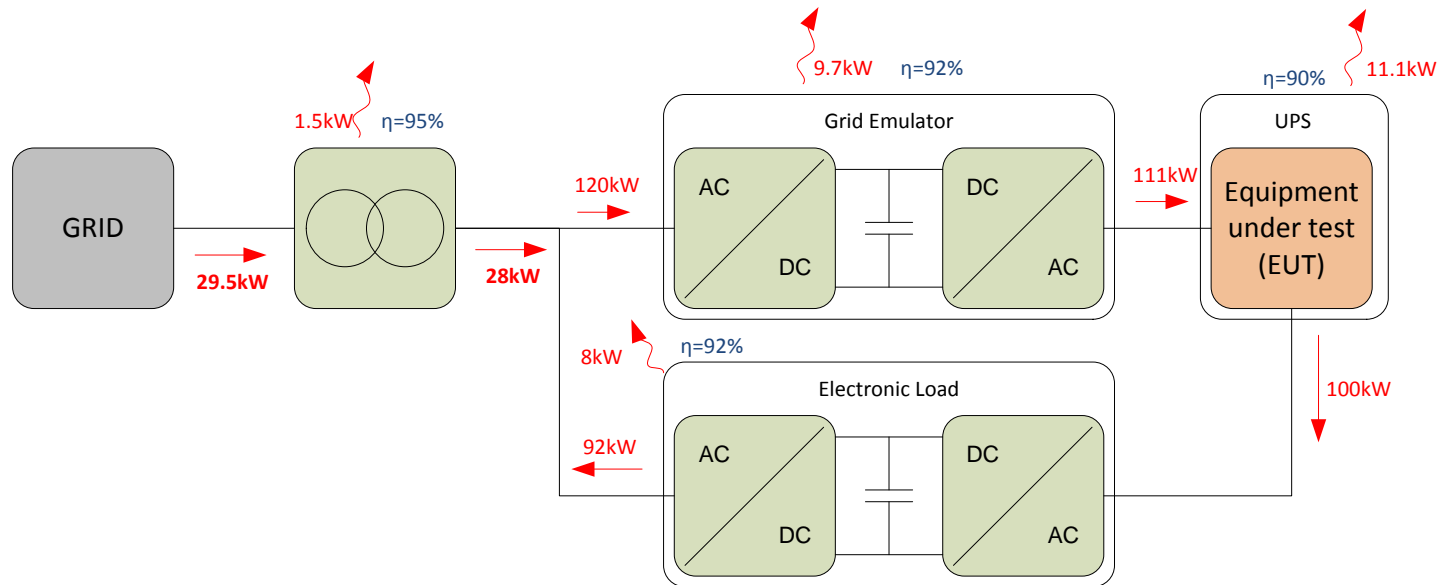 9.7kW
η=92%
11.1kW
η=90%
1.5kW
η=95%
Grid Emulator
UPS
GRID
29.5kW
28kW
120kW
AC
DC
DC
AC
111kW
Equipment
under test
(EUT)
8kW
η=92%
Electronic Load
100kW
92kW
AC
DC
DC
AC